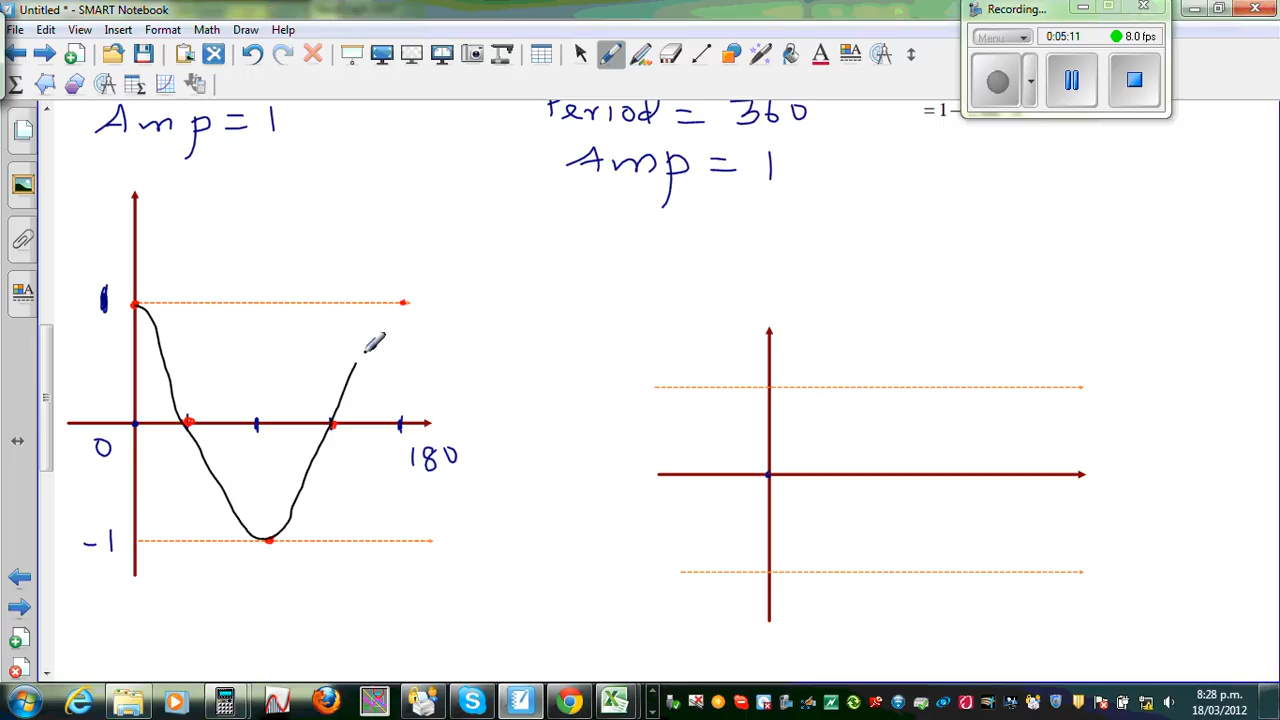 Untitled * - SMART Notebook
File Edit View Insert Format Math Draw Help
Recording...
Menu 0:05:11 8.0 fps
Amp = 1
Period = 360
= 1 –
Amp = 1
1
0
180
-1
8:28 p.m.
18/03/2012